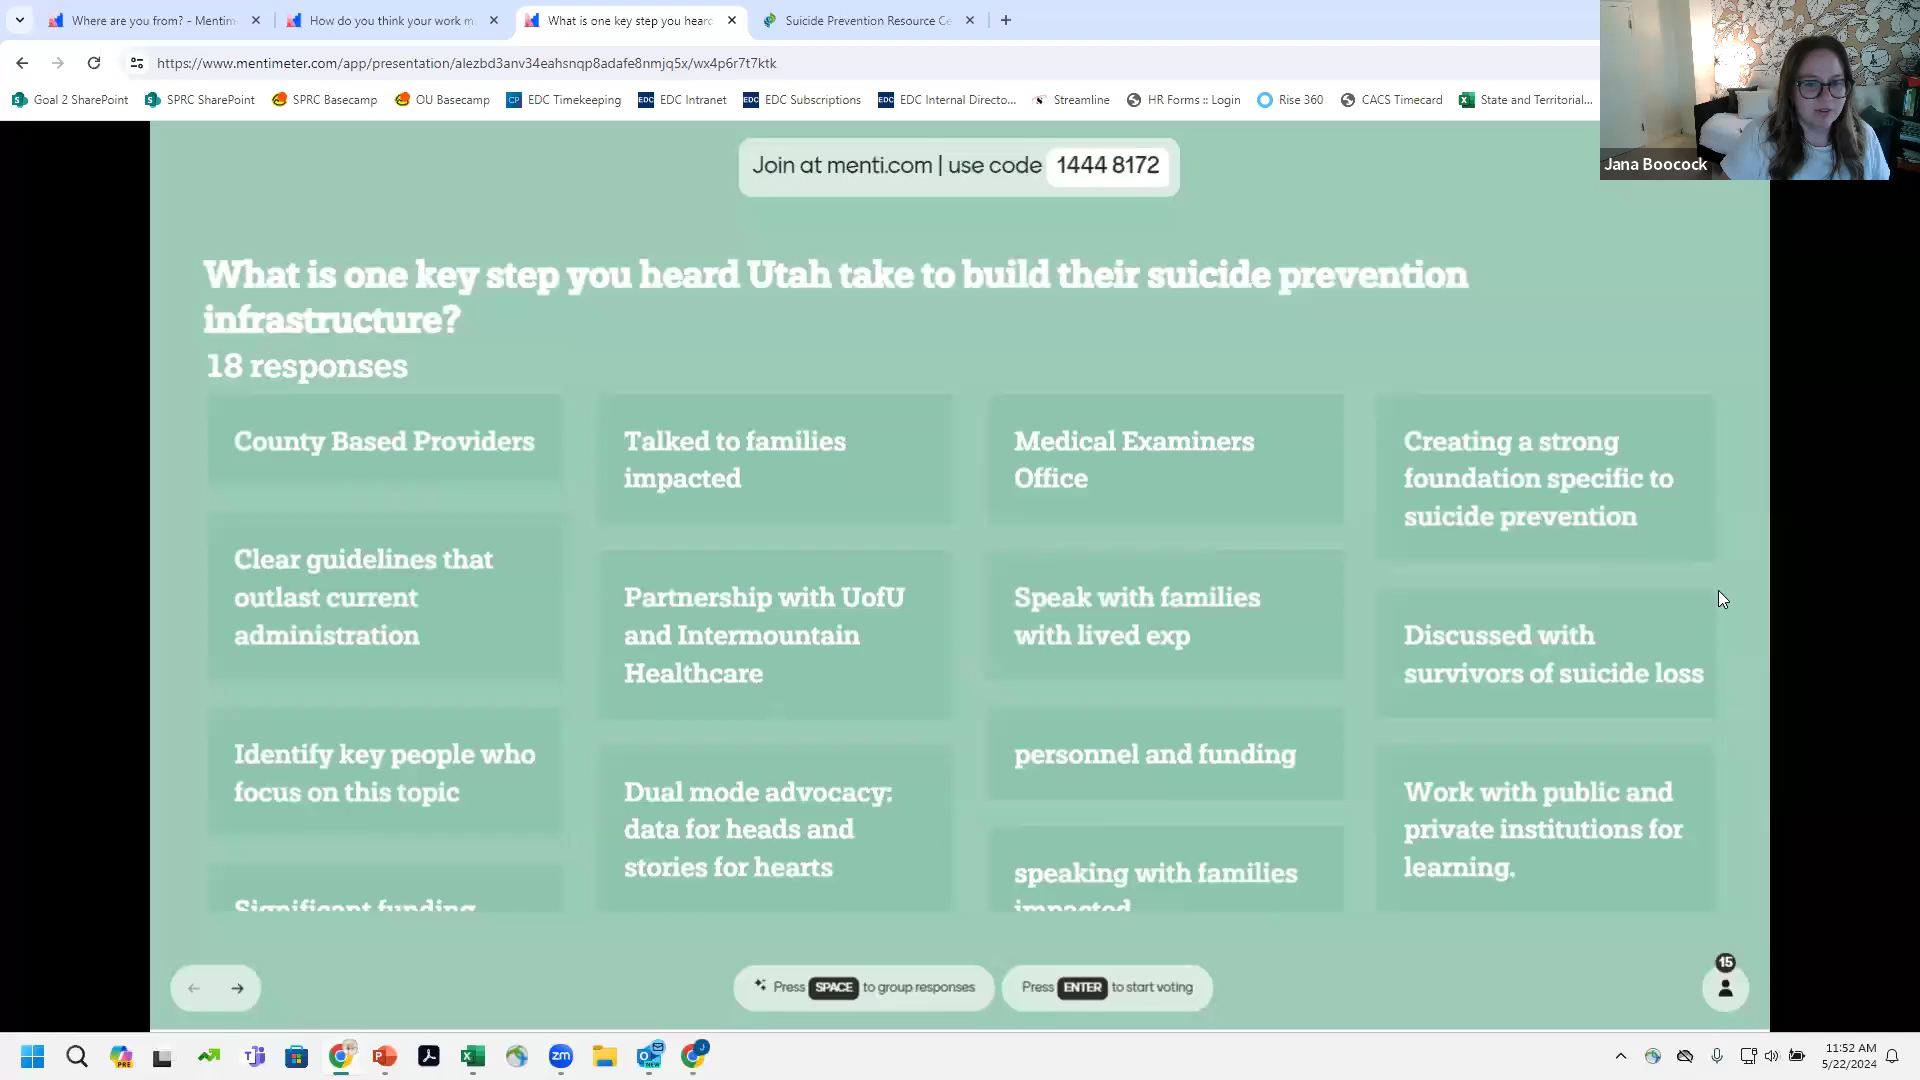 Where are you from? - Mentim
How do you think your work m
What is one key step you heard
Suicide Prevention Resource Ce
https://www.mentimeter.com/app/presentation/alezbd3anv34eahsnqp8adafe8nmjq5x/wx4p6r7t7ktk
Goal 2 SharePoint
SPRC SharePoint
SPRC Basecamp
OU Basecamp
EDC Timekeeping
EDC Intranet
EDC Subscriptions
EDC Internal Directo...
Streamline
HR Forms :: Login
Rise 360
CACS Timecard
State and Territorial...
Jana Boocock
Join at menti.com | use code 1444 8172
What is one key step you heard Utah take to build their suicide prevention
infrastructure?
18 responses
County Based Providers
Clear guidelines that
outlast current
administration
Identify key people who
focus on this topic
Significant funding
Talked to families
impacted
Partnership with UofU
and Intermountain
Healthcare
Dual mode advocacy:
data for heads and
stories for hearts
Medical Examiners
Office
Speak with families
with lived exp
personnel and funding
speaking with families
impacted
Creating a strong
foundation specific to
suicide prevention
Discussed with
survivors of suicide loss
Work with public and
private institutions for
learning.
Press SPACE to group responses
Press ENTER to start voting
15
11:52 AM
5/22/2024